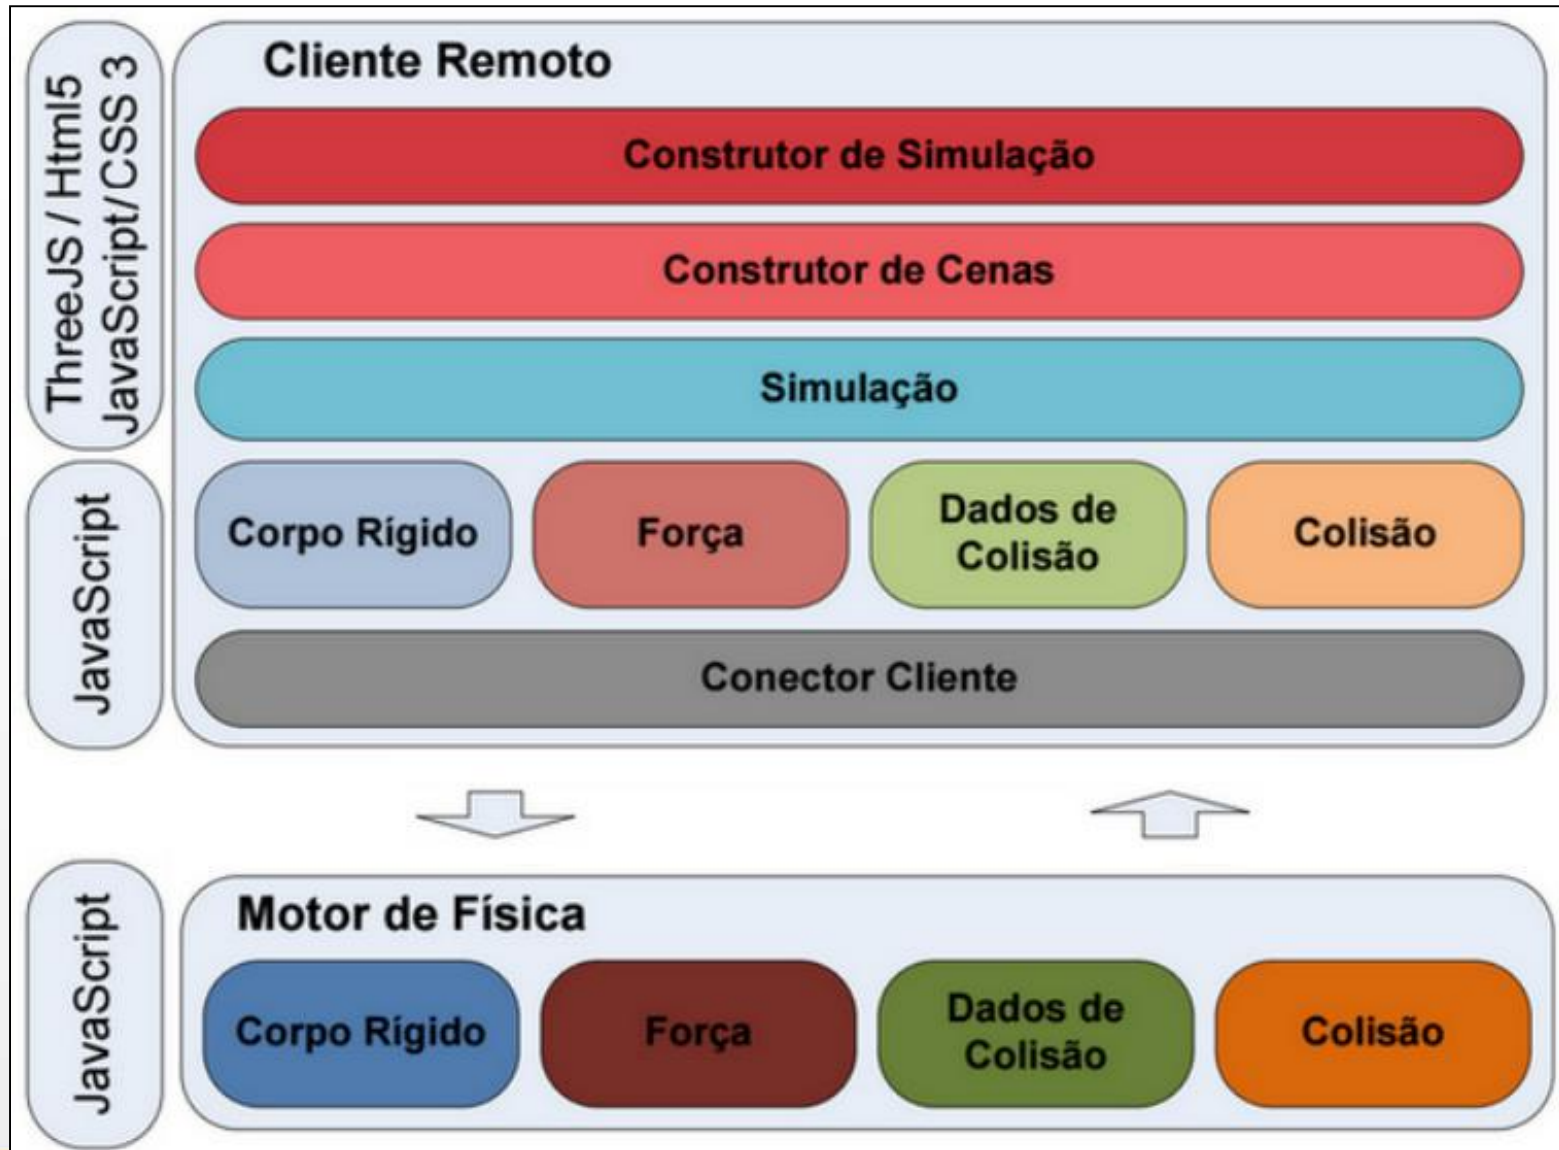 ThreeJS / Html5
JavaScript/CSS 3
Cliente Remoto
Construtor de Simulação
Construtor de Cenas
Simulação
JavaScript
Corpo Rígido
Força
Dados de
Colisão
Colisão
Conector Cliente
JavaScript
Motor de Física
Corpo Rígido
Força
Dados de
Colisão
Colisão